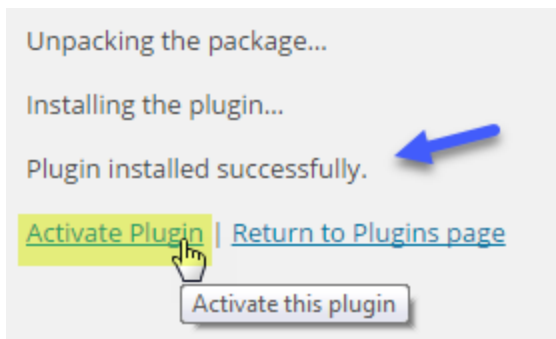 Unpacking the package...
Installing the plugin...
Plugin installed successfully.
Activate Plugin | Return to Plugins page
Activate this plugin